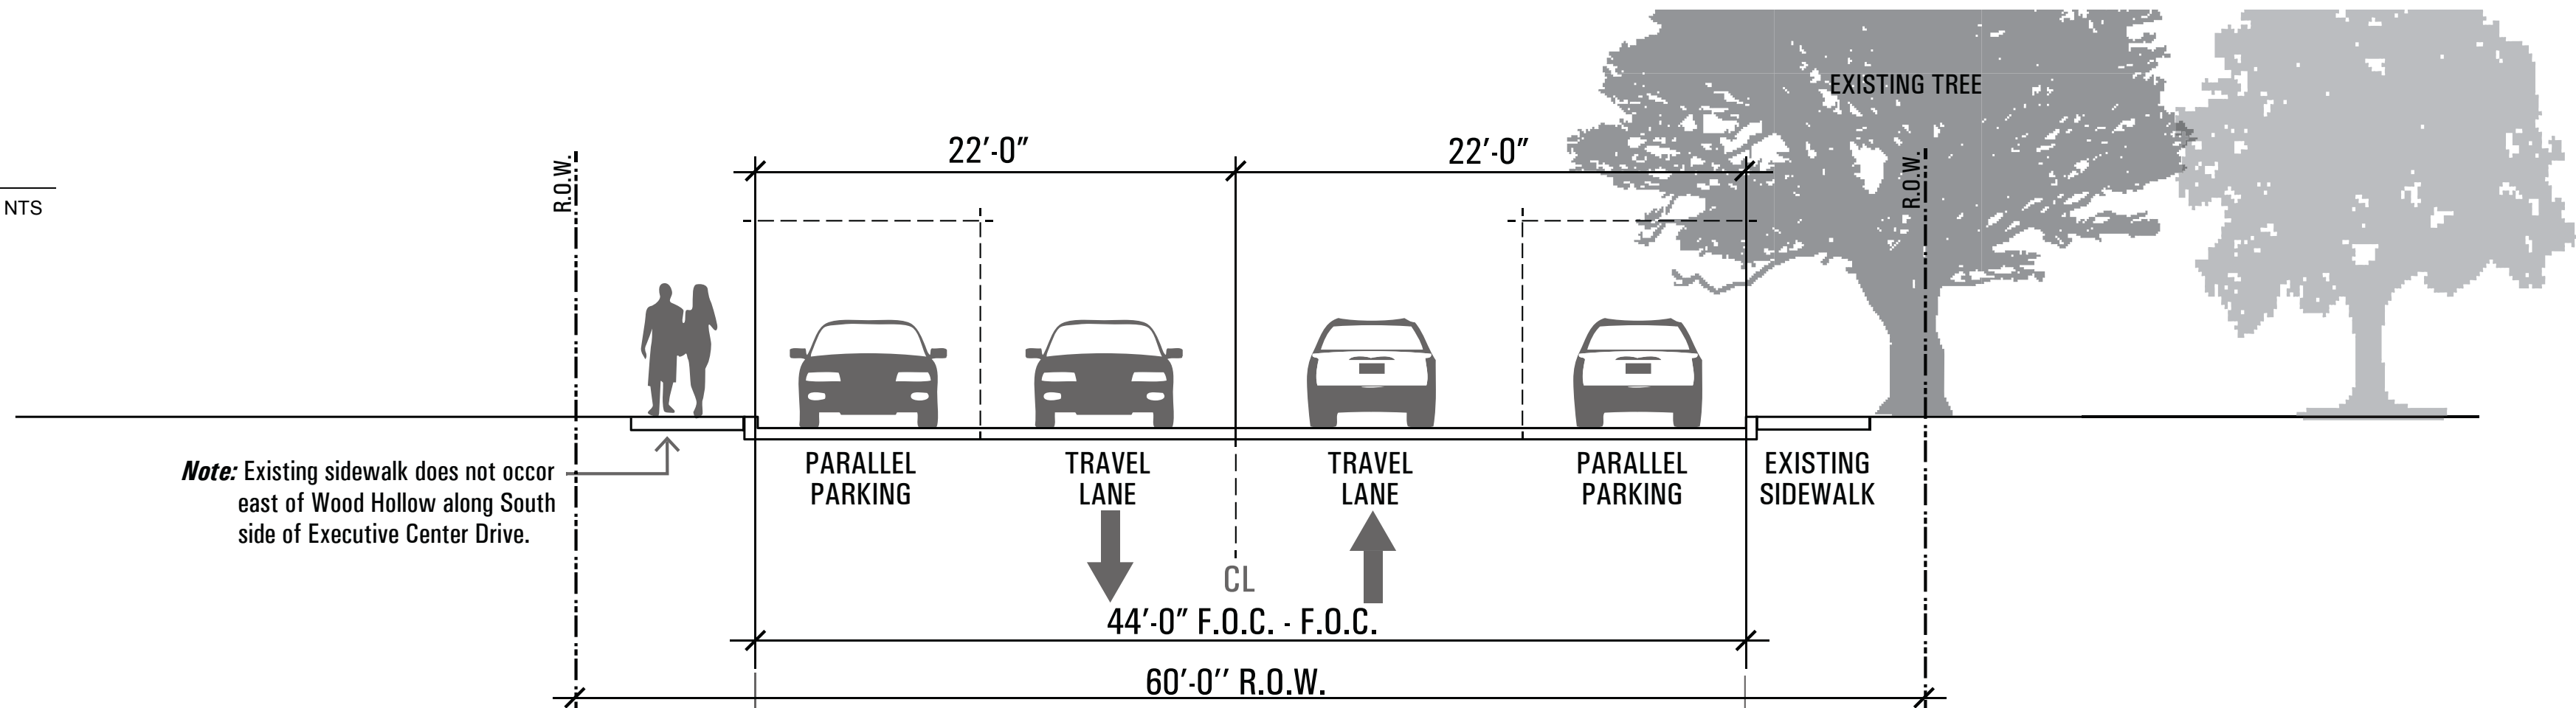 EXISTING TREE
22'-0"
22'-0"
R.O.W.
R.O.W.
NTS
PARALLEL
PARKING
TRAVEL
LANE
TRAVEL
LANE
PARALLEL
PARKING
EXISTING
SIDEWALK
Note: Existing sidewalk does not occor
east of Wood Hollow along South
side of Executive Center Drive.
CL
44'-0" F.O.C. - F.O.C.
60'-0'' R.O.W.